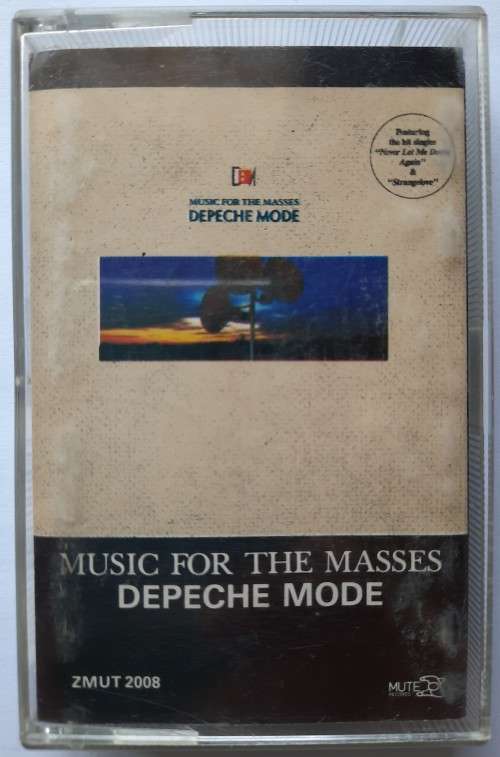 Featuring
the hit singles
"Never Let Me Down
Again"
&
"Strangelove"
MUSIC FOR THE MASSES
DEPECHE MODE
MUSIC FOR THE MASSES
DEPECHE MODE
ZMUT 2008
MUTE
RECORDS